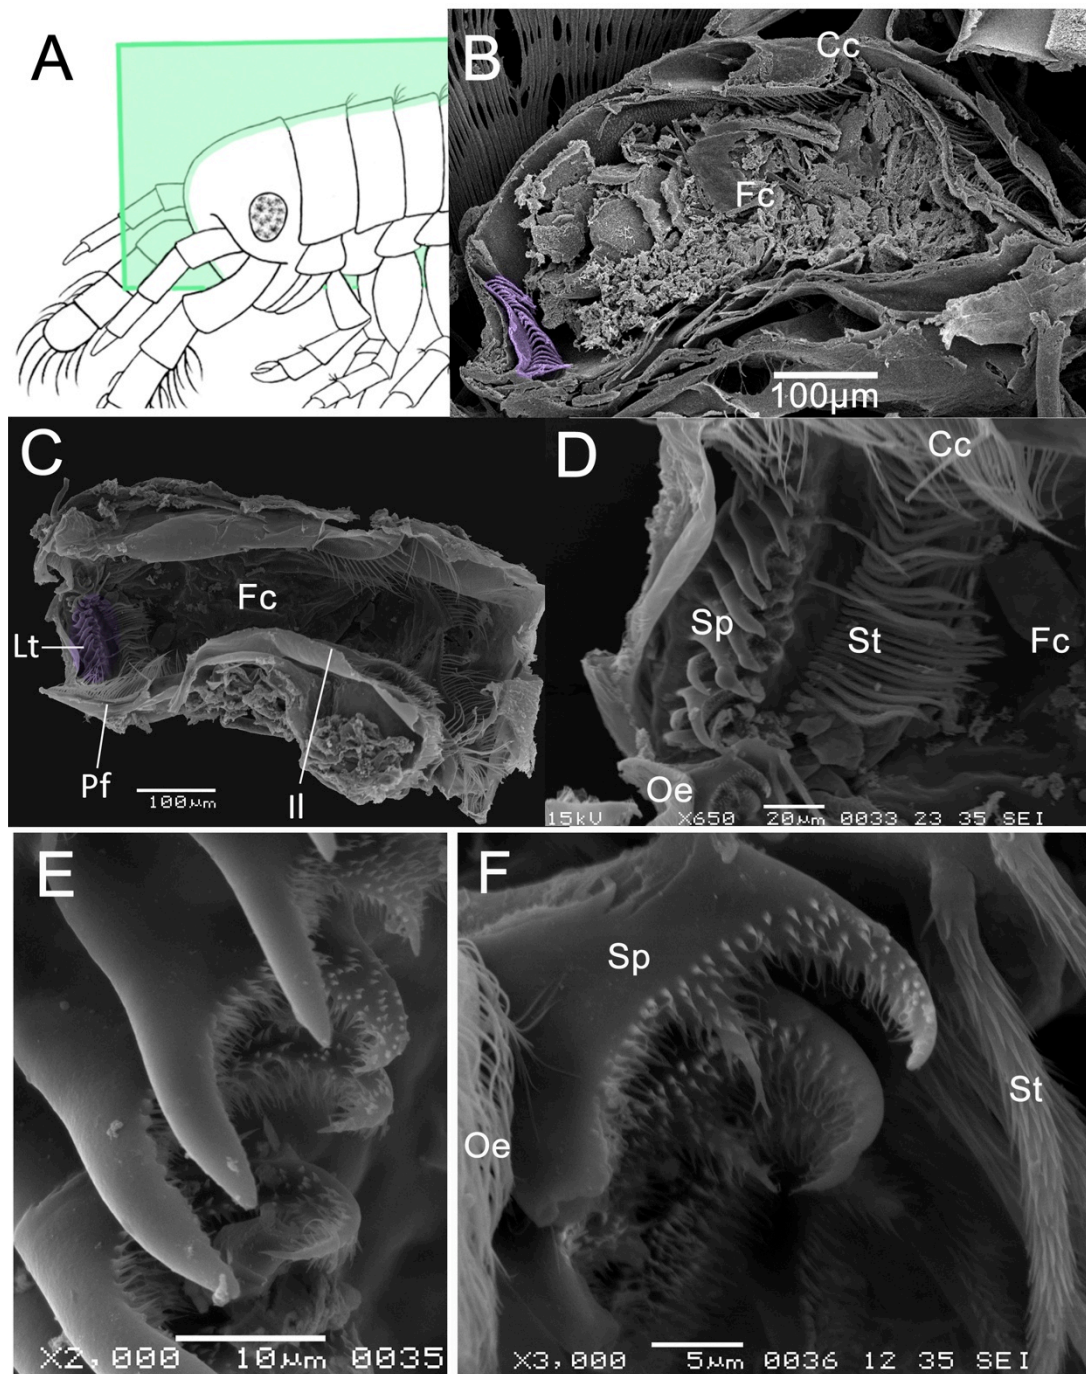 A
B
Cc
Fc
100µm
C
Fc
Lt
Pf
Il
100µm
D
Cc
Sp
St
Fc
Oe
15kV X650 20µm 0033 23 35 SEI
E
X2,000 10µm 0035
F
Sp
Oe
St
X3,000 5µm 0036 12 35 SEI